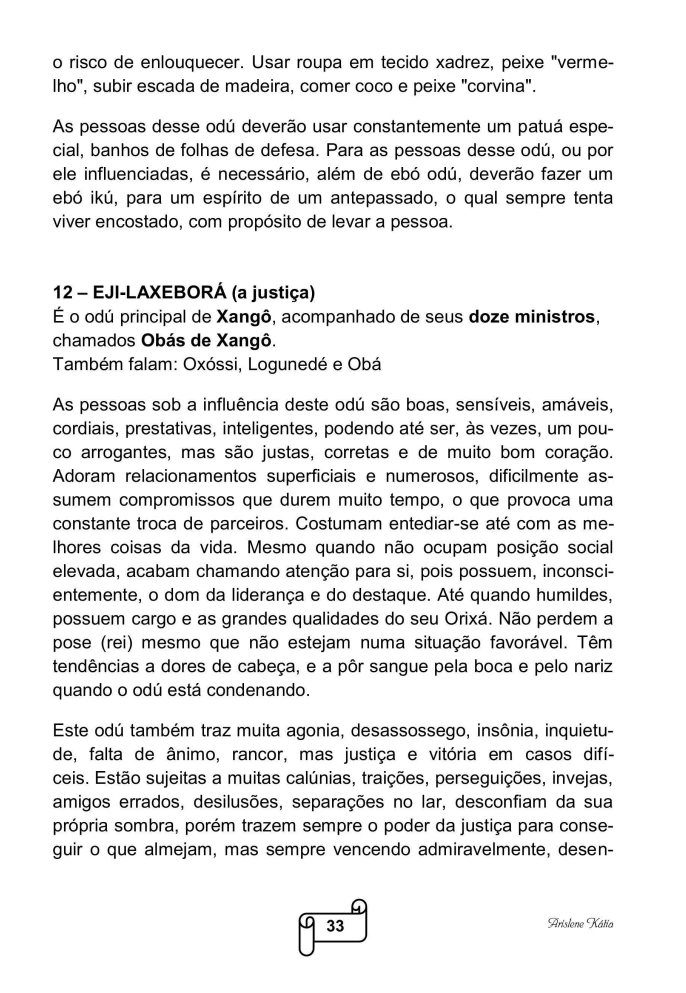 o risco de enlouquecer. Usar roupa em tecido xadrez, peixe "verme-
lho", subir escada de madeira, comer coco e peixe "corvina".
As pessoas desse odú deverão usar constantemente um patuá espe-
cial, banhos de folhas de defesa. Para as pessoas desse odú, ou por
ele influenciadas, é necessário, além de ebó odú, deverão fazer um
ebó ikú, para um espírito de um antepassado, o qual sempre tenta
viver encostado, com propósito de levar a pessoa.
12 – EJI-LAXEBORÁ (a justiça)
É o odú principal de Xangô, acompanhado de seus doze ministros,
chamados Obás de Xangô.
Também falam: Oxóssi, Logunedé e Obá
As pessoas sob a influência deste odú são boas, sensíveis, amáveis,
cordiais, prestativas, inteligentes, podendo até ser, às vezes, um pou-
co arrogantes, mas são justas, corretas e de muito bom coração.
Adoram relacionamentos superficiais e numerosos, dificilmente as-
sumem compromissos que durem muito tempo, o que provoca uma
constante troca de parceiros. Costumam entediar-se até com as me-
lhores coisas da vida. Mesmo quando não ocupam posição social
elevada, acabam chamando atenção para si, pois possuem, inconsci-
entemente, o dom da liderança e do destaque. Até quando humildes,
possuem cargo e as grandes qualidades do seu Orixá. Não perdem a
pose (rei) mesmo que não estejam numa situação favorável. Têm
tendências a dores de cabeça, e a pôr sangue pela boca e pelo nariz
quando o odú está condenando.
Este odú também traz muita agonia, desassossego, insônia, inquietu-
de, falta de ânimo, rancor, mas justiça e vitória em casos difí-
ceis. Estão sujeitas a muitas calúnias, traições, perseguições, invejas,
amigos errados, desilusões, separações no lar, desconfiam da sua
própria sombra, porém trazem sempre o poder da justiça para conse-
guir o que almejam, mas sempre vencendo admiravelmente, desen-
33
Arislene Kátia